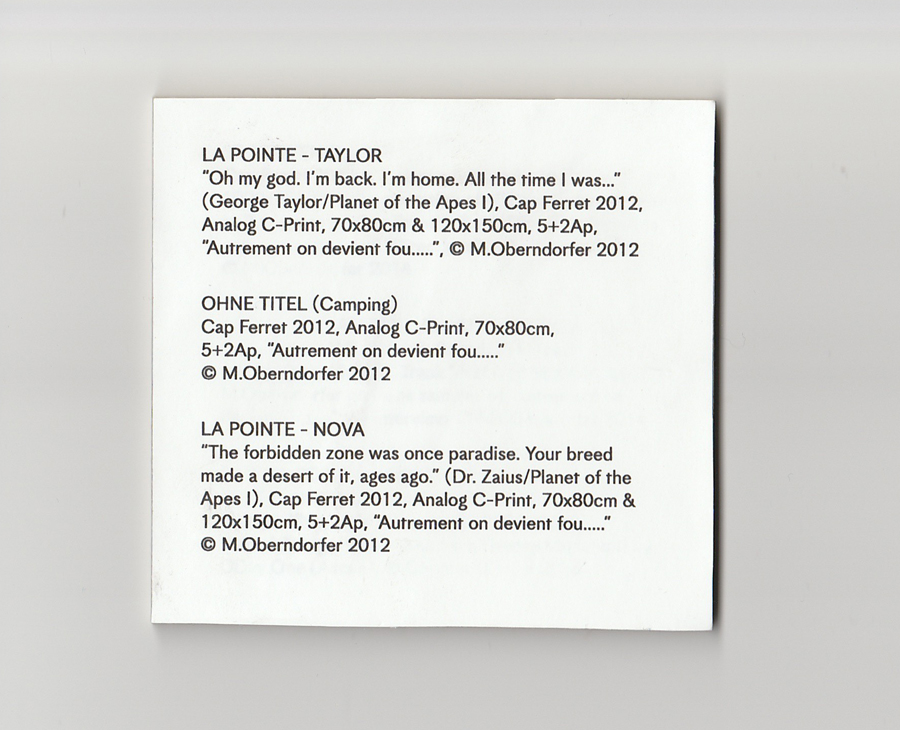 LA POINTE - TAYLOR
"Oh my god. I'm back. I'm home. All the time I was..."
(George Taylor/Planet of the Apes I), Cap Ferret 2012,
Analog C-Print, 70x80cm & 120x150cm, 5+2Ap,
"Autrement on devient fou.....", © M.Oberndorfer 2012
OHNE TITEL (Camping)
Cap Ferret 2012, Analog C-Print, 70x80cm,
5+2Ap, "Autrement on devient fou....."
© M.Oberndorfer 2012
LA POINTE - NOVA
"The forbidden zone was once paradise. Your breed
made a desert of it, ages ago." (Dr. Zaius/Planet of the
Apes I), Cap Ferret 2012, Analog C-Print, 70x80cm &
120x150cm, 5+2Ap, "Autrement on devient fou....."
© M.Oberndorfer 2012